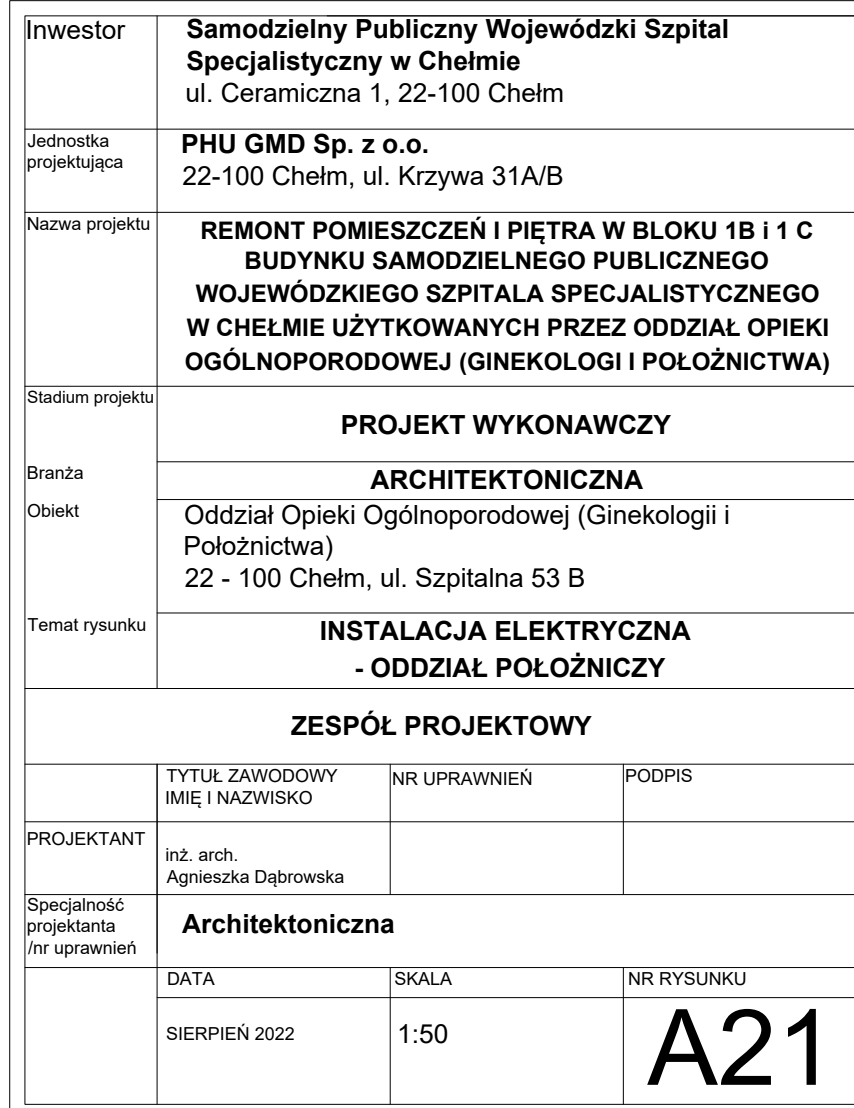 Inwestor
Samodzielny Publiczny Wojewódzki Szpital
Specjalistyczny w Chełmie
ul. Ceramiczna 1, 22-100 Chełm
Jednostka
projektująca
PHU GMD Sp. z o.o.
22-100 Chełm, ul. Krzywa 31A/B
Nazwa projektu
REMONT POMIESZCZEŃ I PIĘTRA W BLOKU 1B i 1 C
BUDYNKU SAMODZIELNEGO PUBLICZNEGO
WOJEWÓDZKIEGO SZPITALA SPECJALISTYCZNEGO
W CHEŁMIE UŻYTKOWANYCH PRZEZ ODDZIAŁ OPIEKI
OGÓLNOPORODOWEJ (GINEKOLOGI I POŁOŻNICTWA)
Stadium projektu
PROJEKT WYKONAWCZY
Branża
ARCHITEKTONICZNA
Obiekt
Oddział Opieki Ogólnoporodowej (Ginekologii i
Położnictwa)
22 - 100 Chełm, ul. Szpitalna 53 B
Temat rysunku
INSTALACJA ELEKTRYCZNA
- ODDZIAŁ POŁOŻNICZY
ZESPÓŁ PROJEKTOWY
TYTUŁ ZAWODOWY
IMIĘ I NAZWISKO
NR UPRAWNIEŃ
PODPIS
PROJEKTANT
inż. arch.
Agnieszka Dąbrowska
Specjalność
projektanta
/nr uprawnień
Architektoniczna
DATA
SKALA
NR RYSUNKU
SIERPIEŃ 2022
1:50
A21